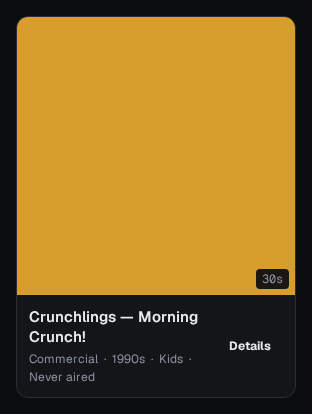 30s
Crunchlings — Morning
Crunch!
Details
Commercial · 1990s · Kids ·
Never aired